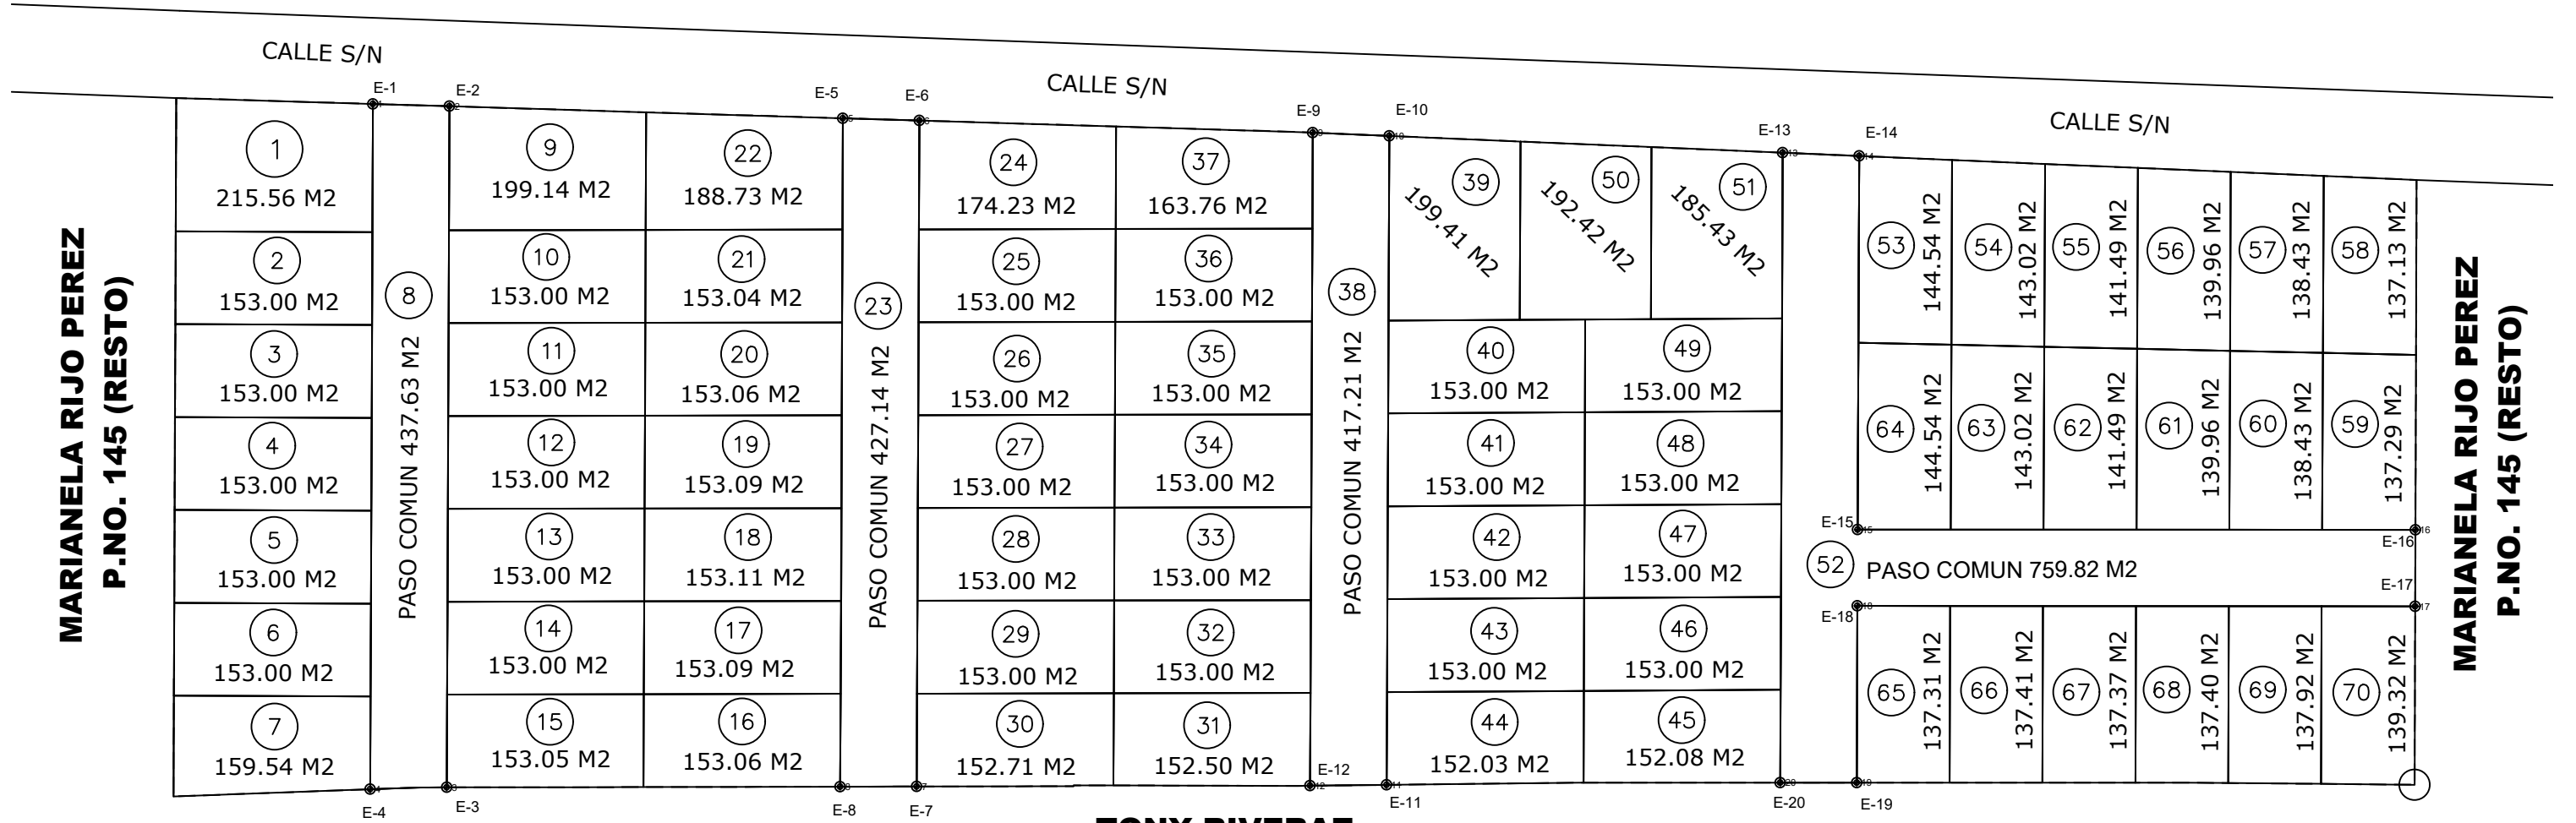 CALLE S/N
CALLE S/N
CALLE S/N
E-1
E-2
E-5
E-6
E-9
E-10
E-13
E-14
MARIANELA RIJO PEREZ
P.NO. 145 (RESTO)
1
215.56 M2
2
153.00 M2
3
153.00 M2
4
153.00 M2
5
153.00 M2
6
153.00 M2
7
159.54 M2
8
PASO COMUN 437.63 M2
9
199.14 M2
10
153.00 M2
11
153.00 M2
12
153.00 M2
13
153.00 M2
14
153.00 M2
15
153.05 M2
22
188.73 M2
21
153.04 M2
20
153.06 M2
19
153.09 M2
18
153.11 M2
17
153.09 M2
16
153.06 M2
23
PASO COMUN 427.14 M2
24
174.23 M2
25
153.00 M2
26
153.00 M2
27
153.00 M2
28
153.00 M2
29
153.00 M2
30
152.71 M2
37
163.76 M2
36
153.00 M2
35
153.00 M2
34
153.00 M2
33
153.00 M2
32
153.00 M2
31
152.50 M2
38
PASO COMUN 417.21 M2
39
199.41 M2
50
192.42 M2
51
185.43 M2
40
153.00 M2
41
153.00 M2
42
153.00 M2
43
153.00 M2
44
152.03 M2
49
153.00 M2
48
153.00 M2
47
153.00 M2
46
153.00 M2
45
152.08 M2
53
144.54 M2
54
143.02 M2
55
141.49 M2
56
139.96 M2
57
138.43 M2
58
137.13 M2
64
144.54 M2
63
143.02 M2
62
141.49 M2
61
139.96 M2
60
138.43 M2
59
137.29 M2
E-15
E-16
52
PASO COMUN 759.82 M2
E-17
E-18
65
137.31 M2
66
137.41 M2
67
137.37 M2
68
137.40 M2
69
137.92 M2
70
139.32 M2
MARIANELA RIJO PEREZ
P.NO. 145 (RESTO)
E-4
E-3
E-8
E-7
E-12
E-11
E-20
E-19